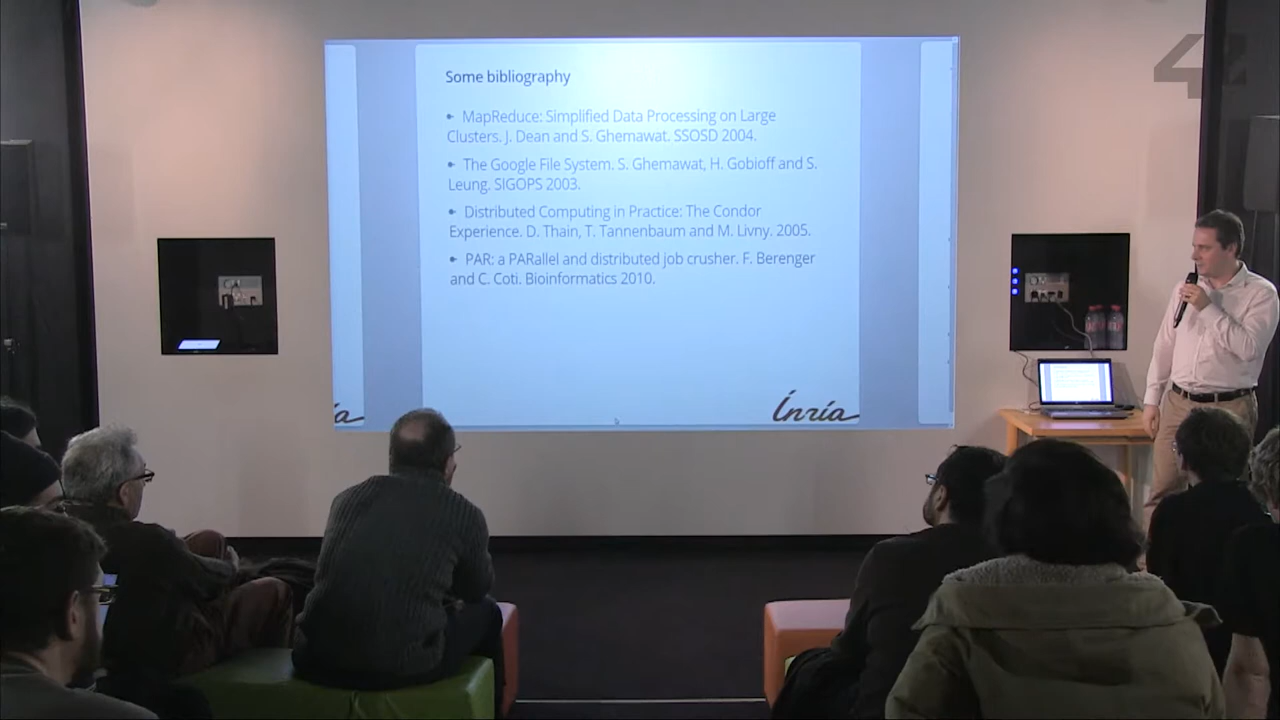 42
Some bibliography
MapReduce: Simplified Data Processing on Large
Clusters. J. Dean and S. Ghemawat. SSOSD 2004.
The Google File System. S. Ghemawat, H. Gobioff and S.
Leung. SIGOPS 2003.
Distributed Computing in Practice: The Condor
Experience. D. Thain, T. Tannenbaum and M. Livny. 2005.
PAR: a PARallel and distributed job crusher. F. Berenger
and C. Coti. Bioinformatics 2010.
ia
Inria